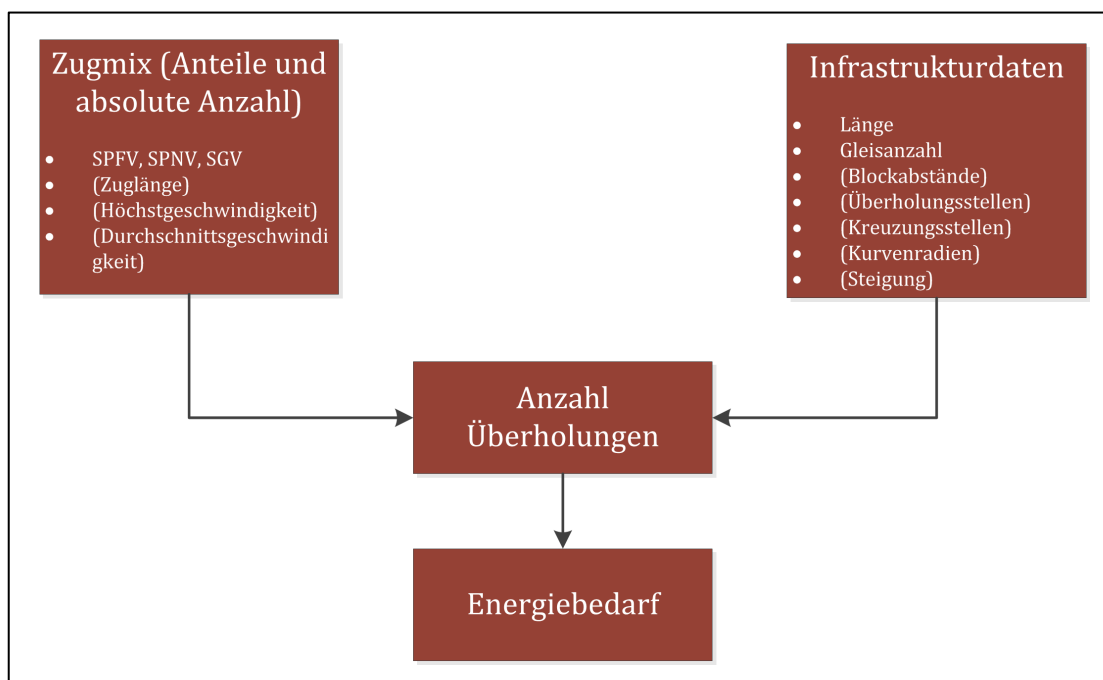 Zugmix (Anteile und
absolute Anzahl)
• SPFV, SPNV, SGV
• (Zuglänge)
• (Höchstgeschwindigkeit)
• (Durchschnittsgeschwindi
gkeit)
Infrastrukturdaten
• Länge
• Gleisanzahl
• (Blockabstände)
• (Überholungsstellen)
• (Kreuzungsstellen)
• (Kurvenradien)
• (Steigung)
Anzahl
Überholungen
Energiebedarf